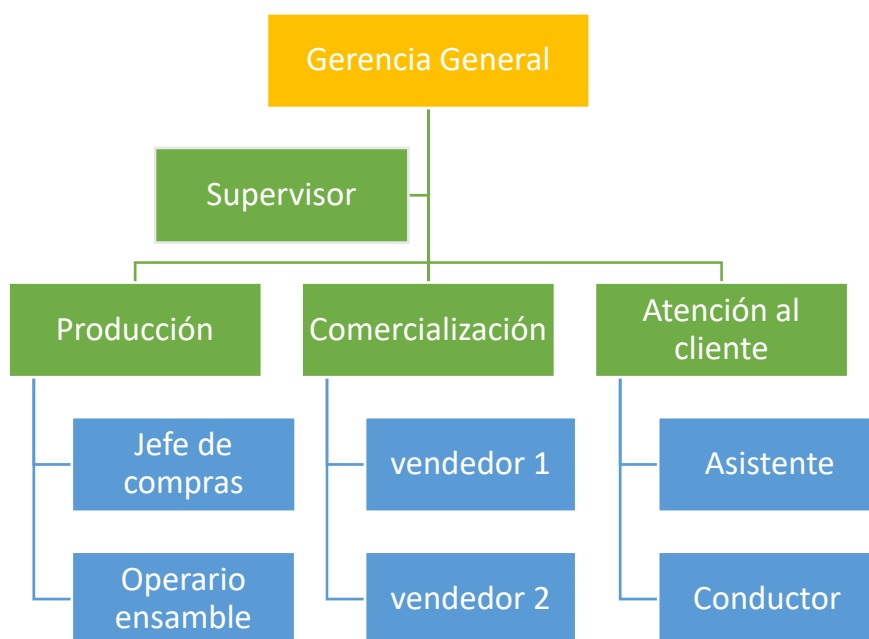 Gerencia General
Supervisor
Producción
Comercialización
Atención al
cliente
Jefe de
compras
vendedor 1
Asistente
Operario
ensamble
vendedor 2
Conductor